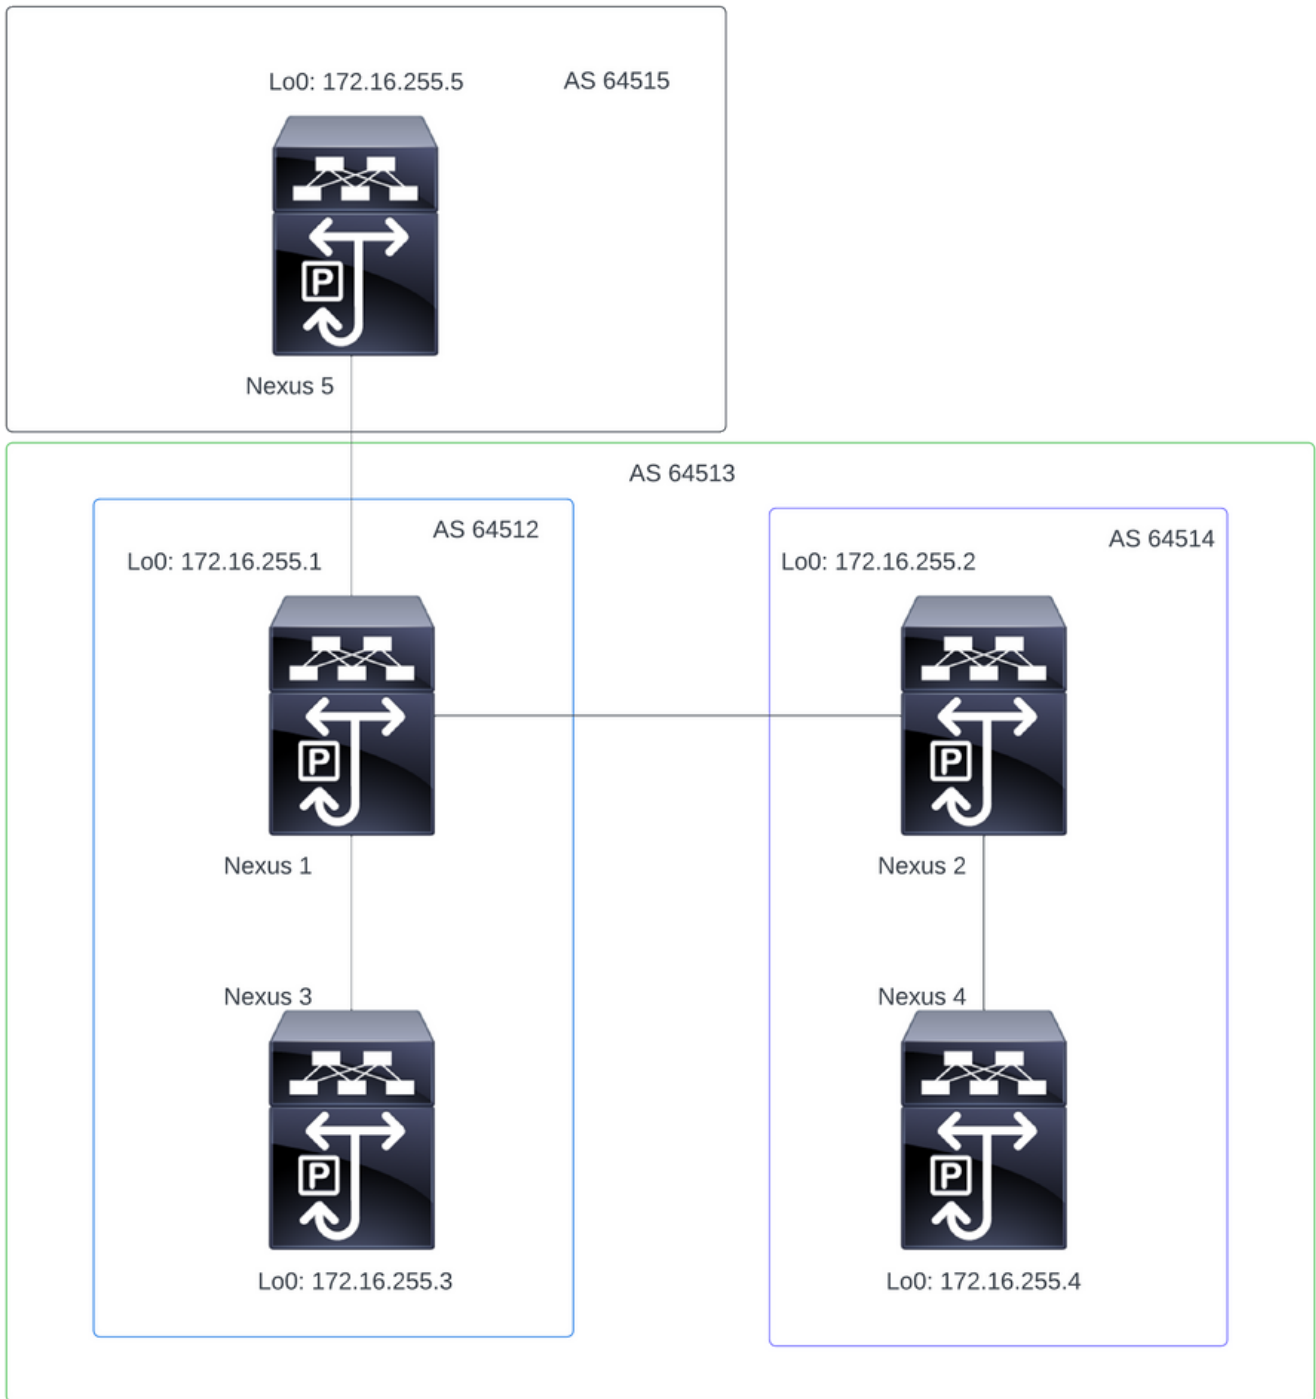 Lo0: 172.16.255.5
AS 64515
P
Nexus 5
AS 64513
AS 64512
Lo0: 172.16.255.1
AS 64514
Lo0: 172.16.255.2
P
P
Nexus 1
Nexus 2
Nexus 3
Nexus 4
P
P
Lo0: 172.16.255.3
Lo0: 172.16.255.4